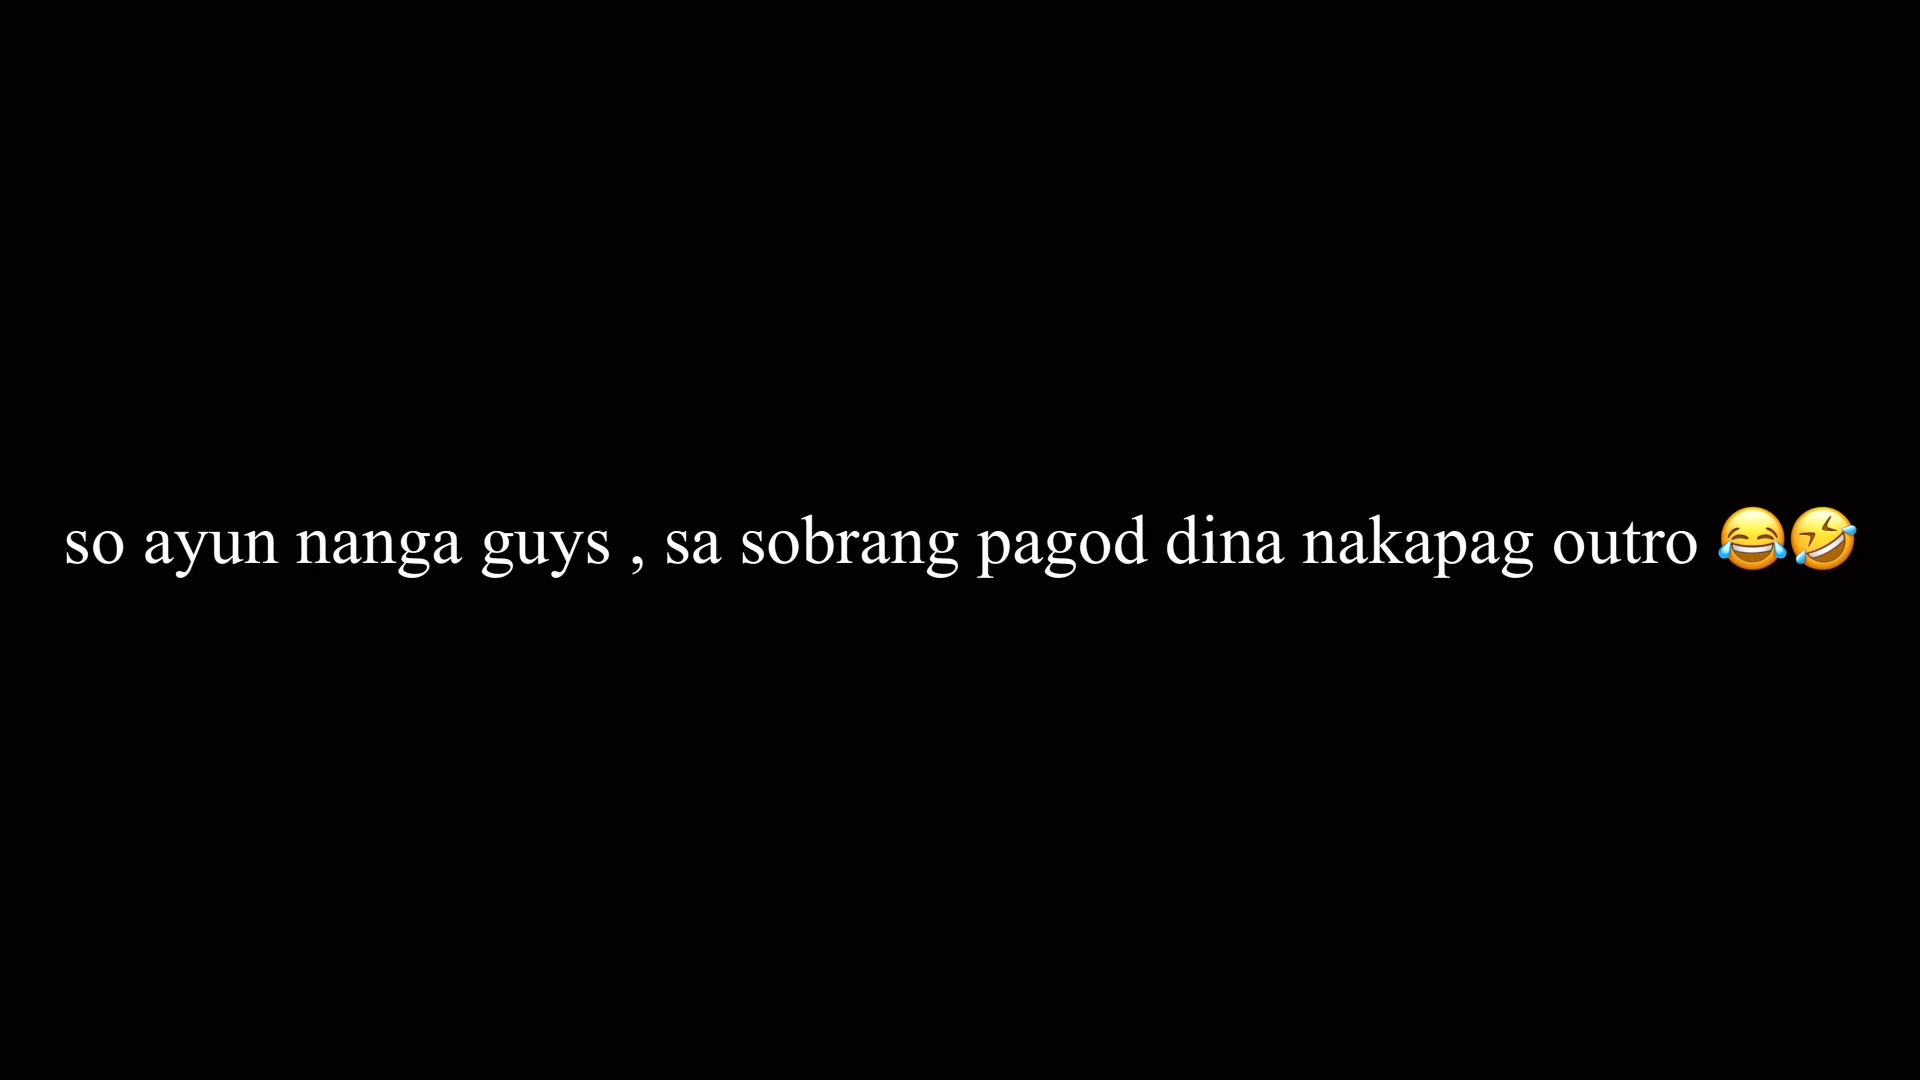 so ayun nanga guys , sa sobrang pagod dina nakapag outro 😂🤣